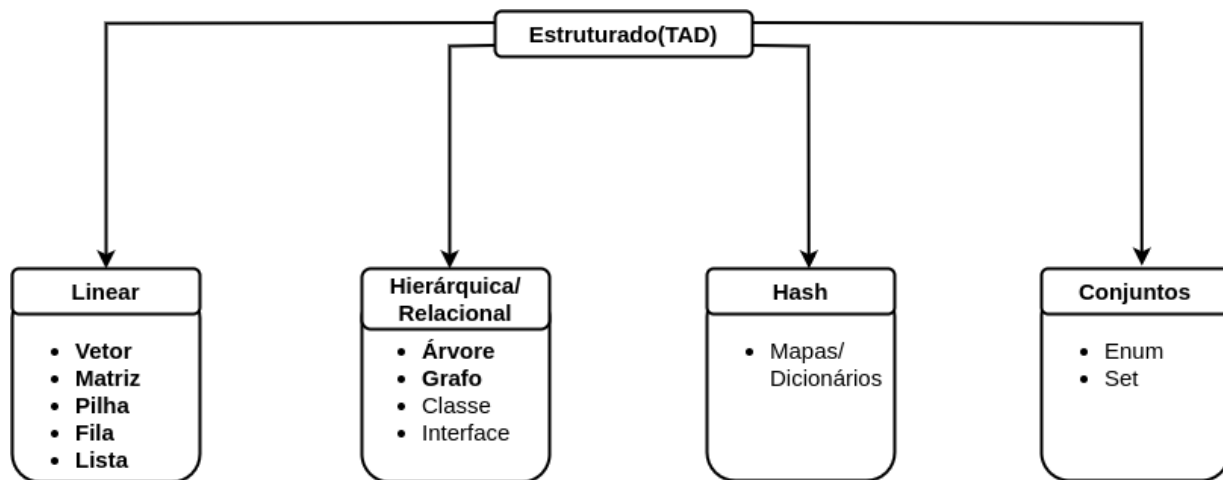 Estruturado(TAD)
Linear
Vetor
Matriz
Pilha
Fila
Lista
Hierárquica/
Relacional
Árvore
Grafo
Classe
Interface
Hash
Mapas/
Dicionários
Conjuntos
Enum
Set